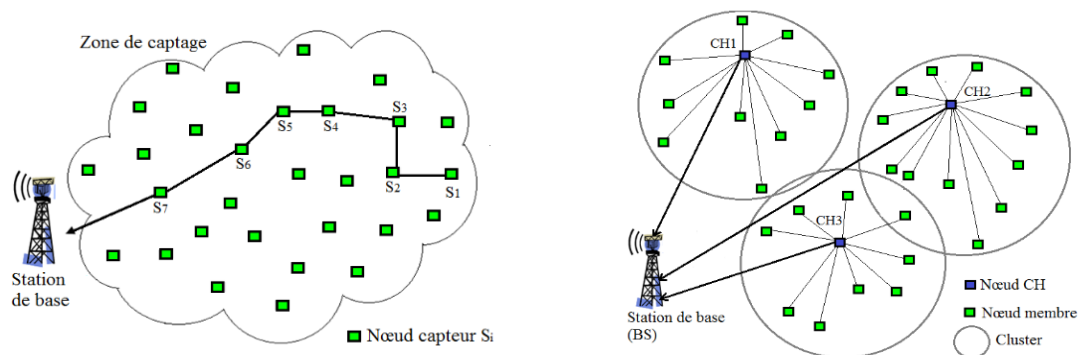 Zone de captage
S3
S5
S4
S6
S2
S1
S7
Station
de base
Nœud capteur Si
CH1
CH2
CH3
Station de base
(BS)
Nœud CH
Nœud membre
Cluster